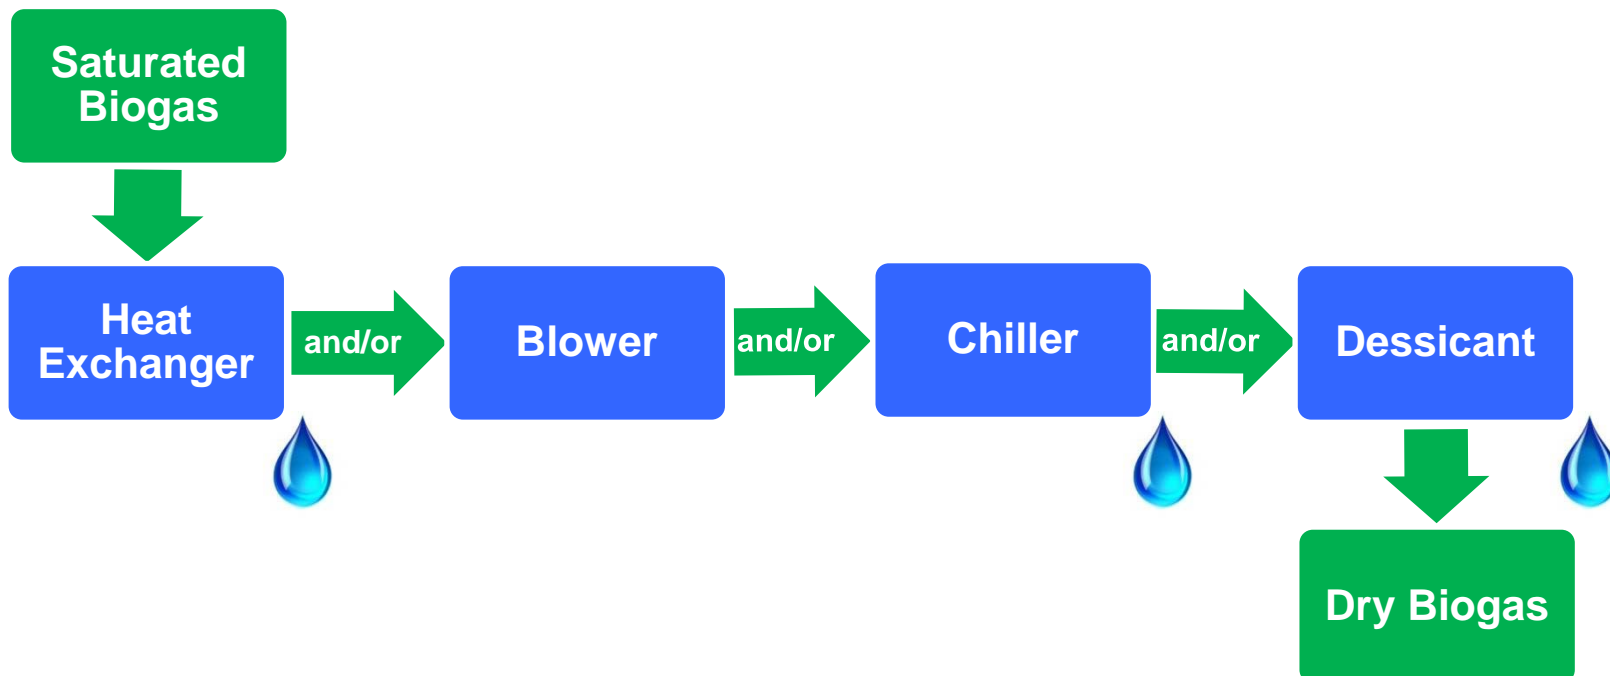 Saturated
Biogas
Heat
Exchanger
and/or
Blower
and/or
Chiller
and/or
Dessicant
Dry Biogas